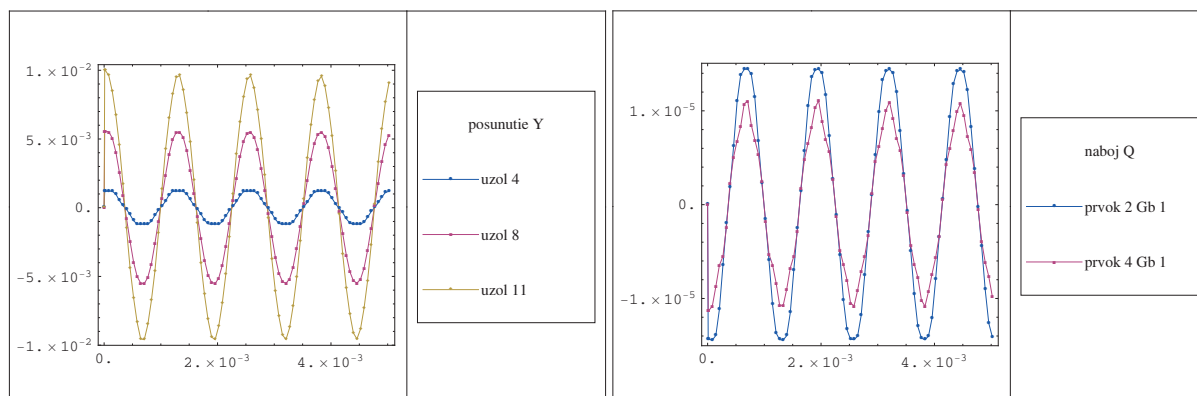 1. × 10⁻²
5. × 10⁻³
0.
-5. × 10⁻³
-1. × 10⁻²
0.
2. × 10⁻³
4. × 10⁻³
posunutie Y
uzol 4
uzol 8
uzol 11
1. × 10⁻⁵
0.
-1. × 10⁻⁵
0.
2. × 10⁻³
4. × 10⁻³
naboj Q
prvok 2 Gb 1
prvok 4 Gb 1